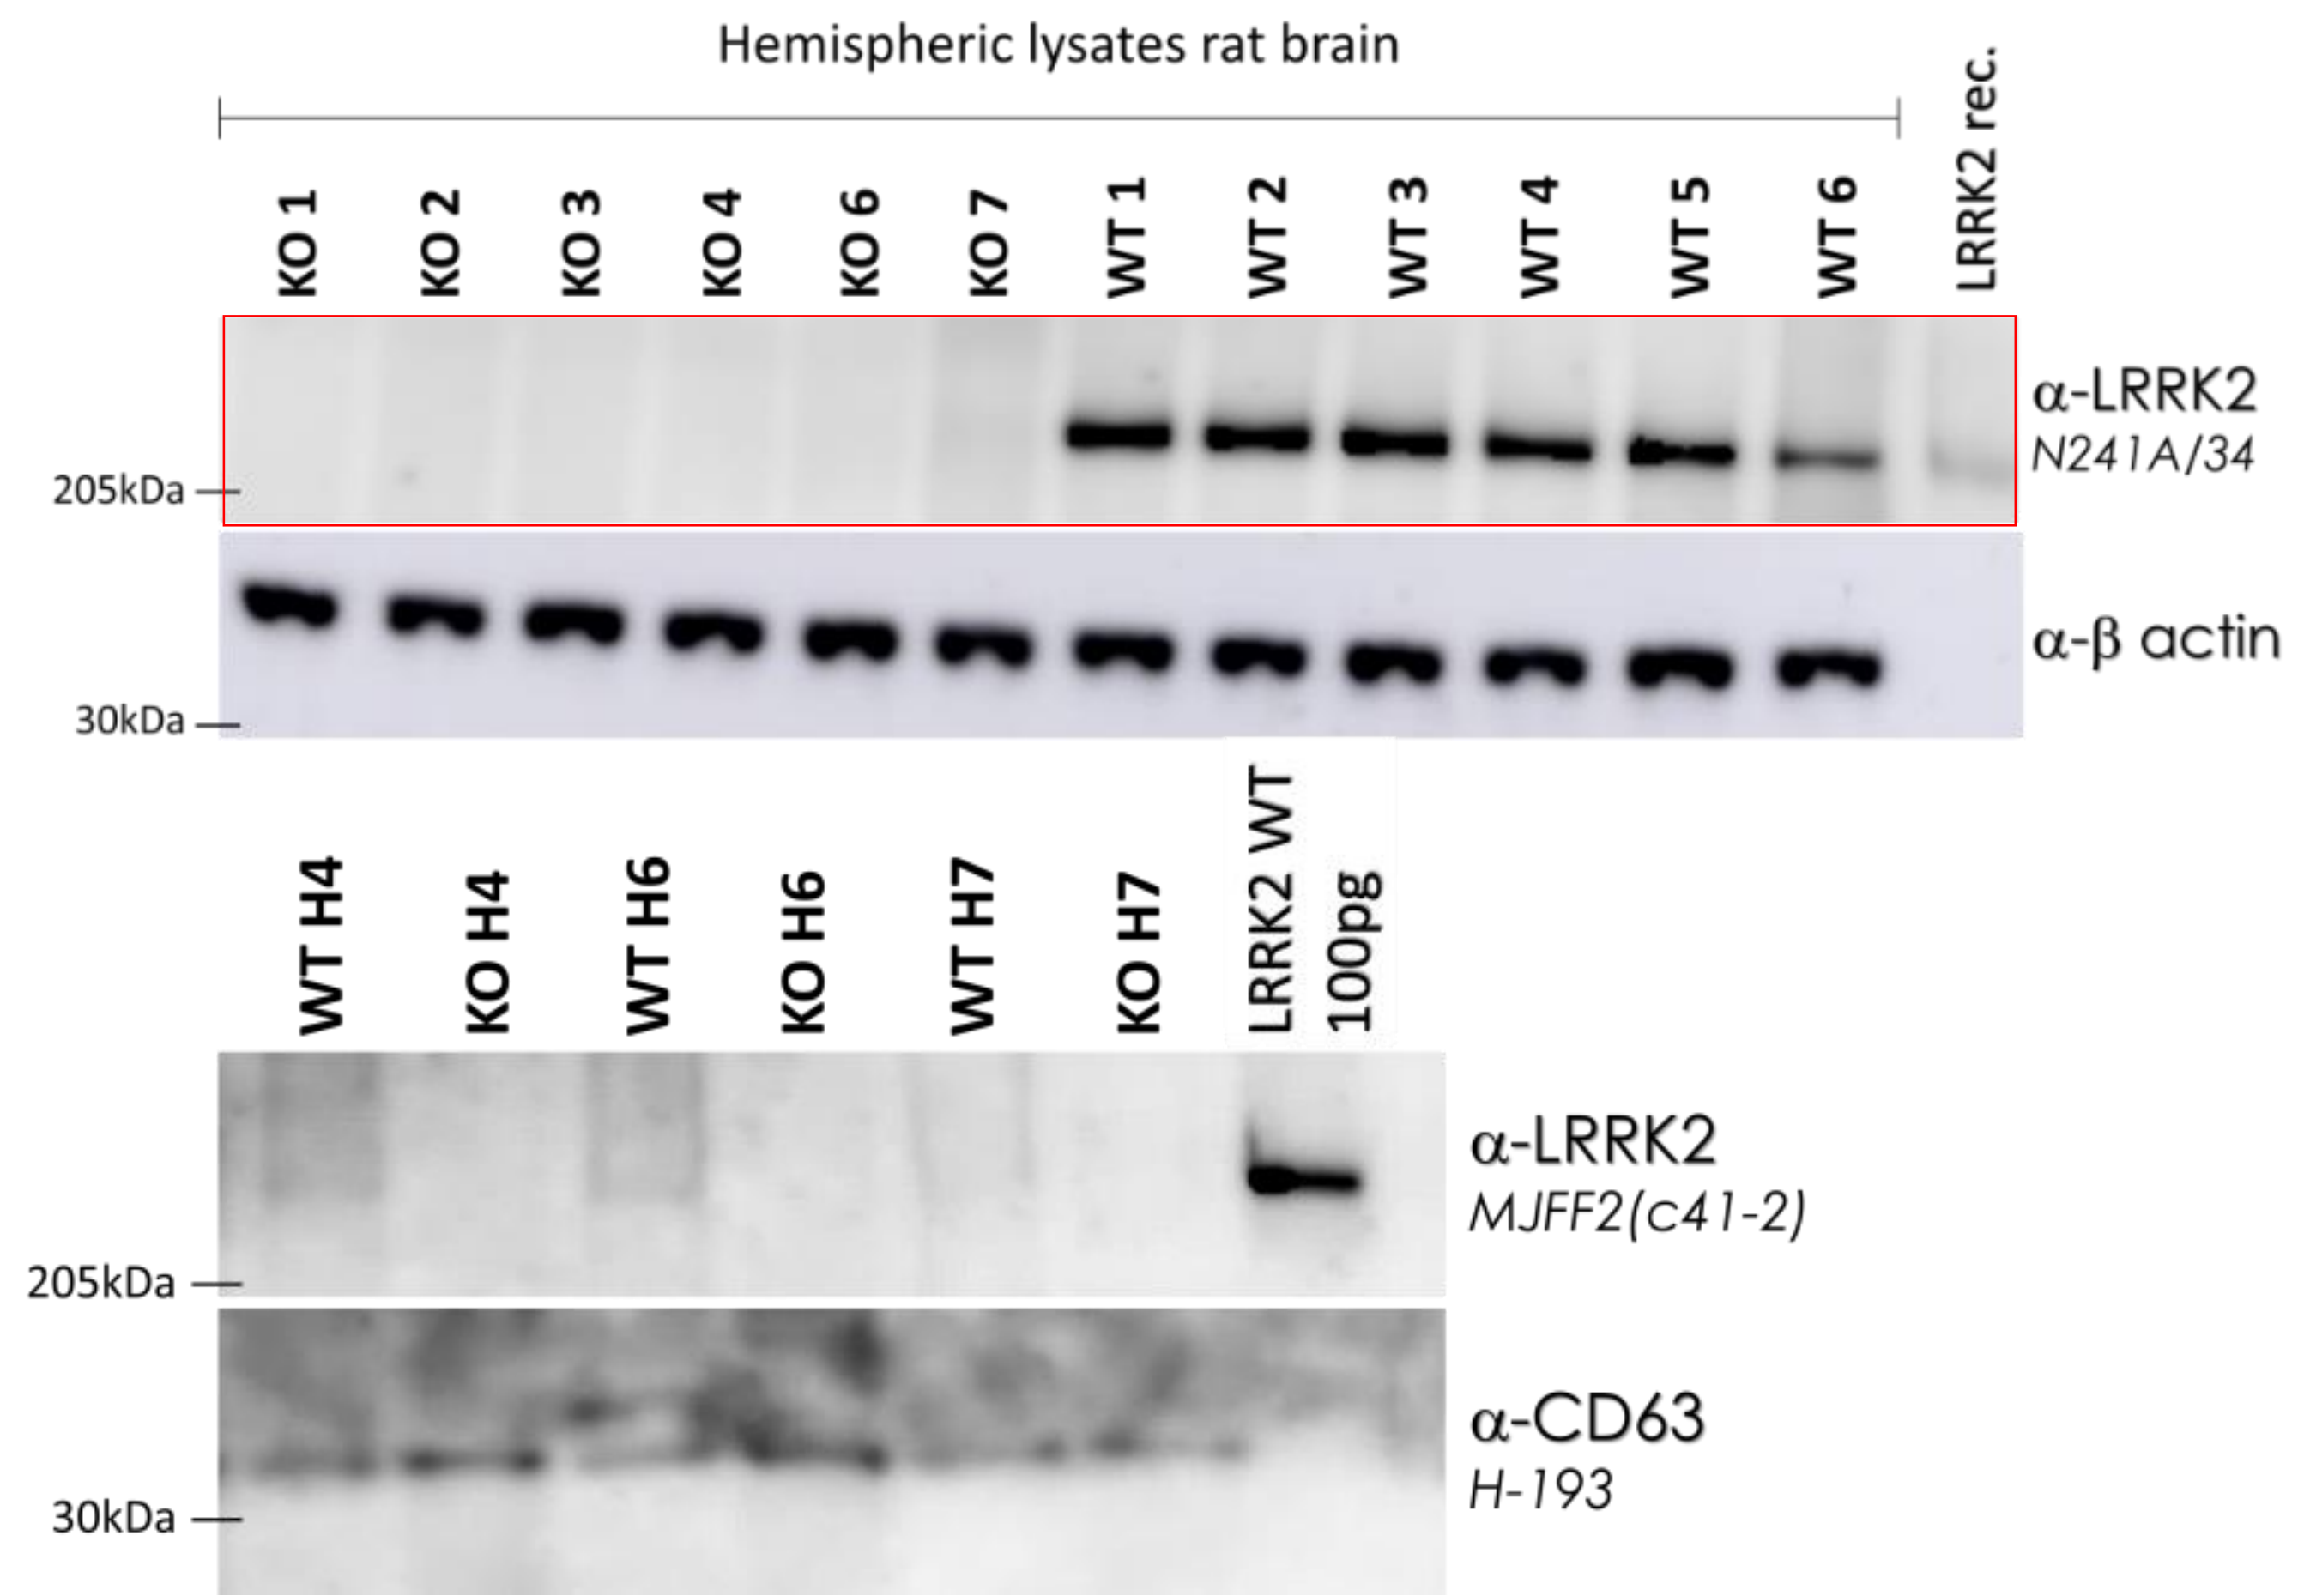 Hemispheric lysates rat brain
KO 1
KO 2
KO 3
KO 4
KO 6
KO 7
WT 1
WT 2
WT 3
WT 4
WT 5
WT 6
LRRK2 rec.
α-LRRK2
N241A/34
205kDa
α-β actin
30kDa
WT H4
KO H4
WT H6
KO H6
WT H7
KO H7
LRRK2 WT
100pg
α-LRRK2
MJFF2(c41-2)
205kDa
α-CD63
H-193
30kDa